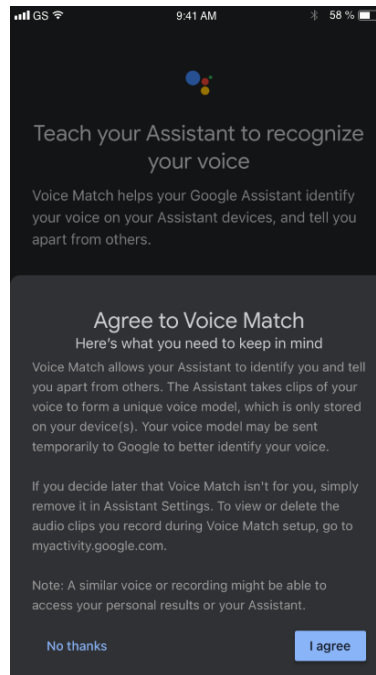 GS 9:41 AM 58 %
Teach your Assistant to recognize
your voice
Voice Match helps your Google Assistant identify
your voice on your Assistant devices, and tell you
apart from others.
Agree to Voice Match
Here's what you need to keep in mind
Voice Match allows your Assistant to identify you and tell
you apart from others. The Assistant takes clips of your
voice to form a unique voice model, which is only stored
on your device(s). Your voice model may be sent
temporarily to Google to better identify your voice.
If you decide later that Voice Match isn't for you, simply
remove it in Assistant Settings. To view or delete the
audio clips you record during Voice Match setup, go to
myactivity.google.com.
Note: A similar voice or recording might be able to
access your personal results or your Assistant.
No thanks I agree